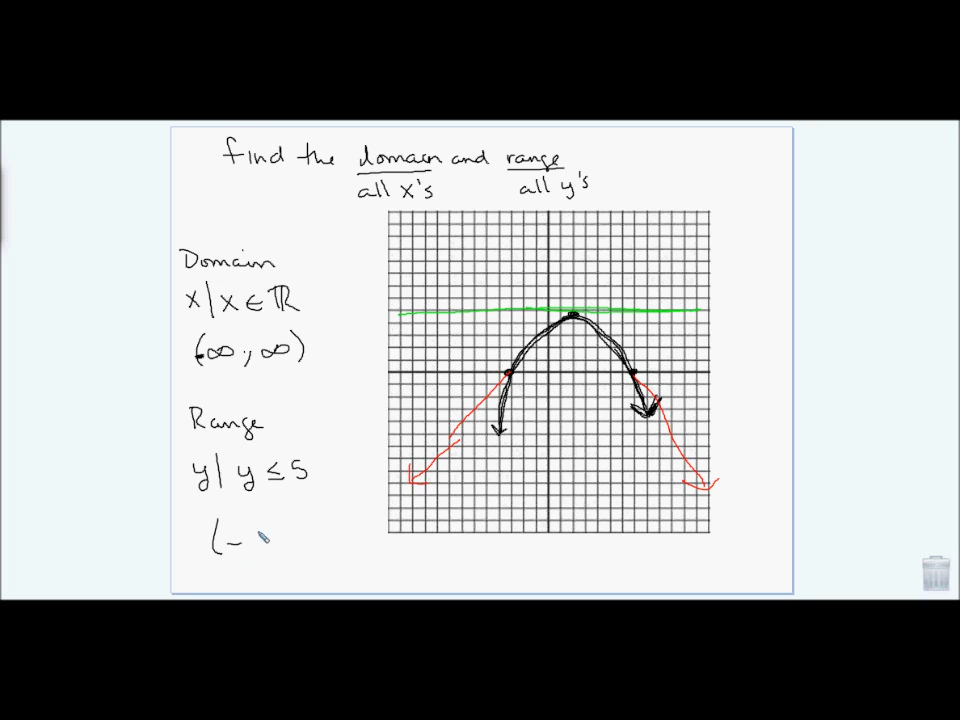 find the domain and range
all x's all y's
Domain
x | x ∈ ℝ
(-∞, ∞)
Range
y | y ≤ 5
(-